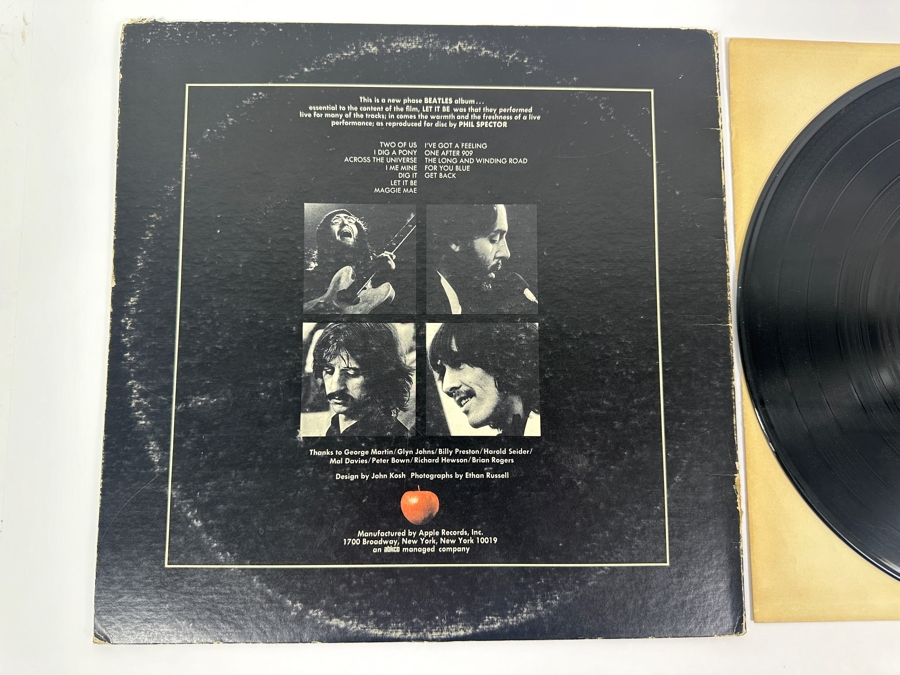 This is a new phase BEATLES album...
essential to the content of the film, LET IT BE was that they performed
live for many of the tracks; in comes the warmth and the freshness of a live
performance; as reproduced for disc by PHIL SPECTOR
TWO OF US
I DIG A PONY
ACROSS THE UNIVERSE
I ME MINE
DIG IT
LET IT BE
MAGGIE MAE
I'VE GOT A FEELING
ONE AFTER 909
THE LONG AND WINDING ROAD
FOR YOU BLUE
GET BACK
Thanks to George Martin/Glyn Johns/Billy Preston/Harold Seider/
Mal Davies/Peter Bown/Richard Hewson/Brian Rogers
Design by John Kosh Photographs by Ethan Russell
Manufactured by Apple Records, Inc.
1700 Broadway, New York, New York 10019
an abkco managed company